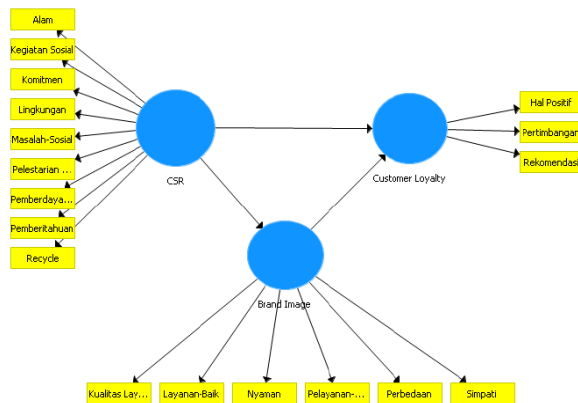 Alam
Kegiatan Sosial
Komitmen
Lingkungan
Masalah-Sosial
Pelestarian ...
Pemberdaya...
Pemberitahuan
Recycle
CSR
Customer Loyalty
Hal Positif
Pertimbangan
Rekomendasi
Brand Image
Kualitas Lay...
Layanan-Baik
Nyaman
Pelayanan-...
Perbedaan
Simpati